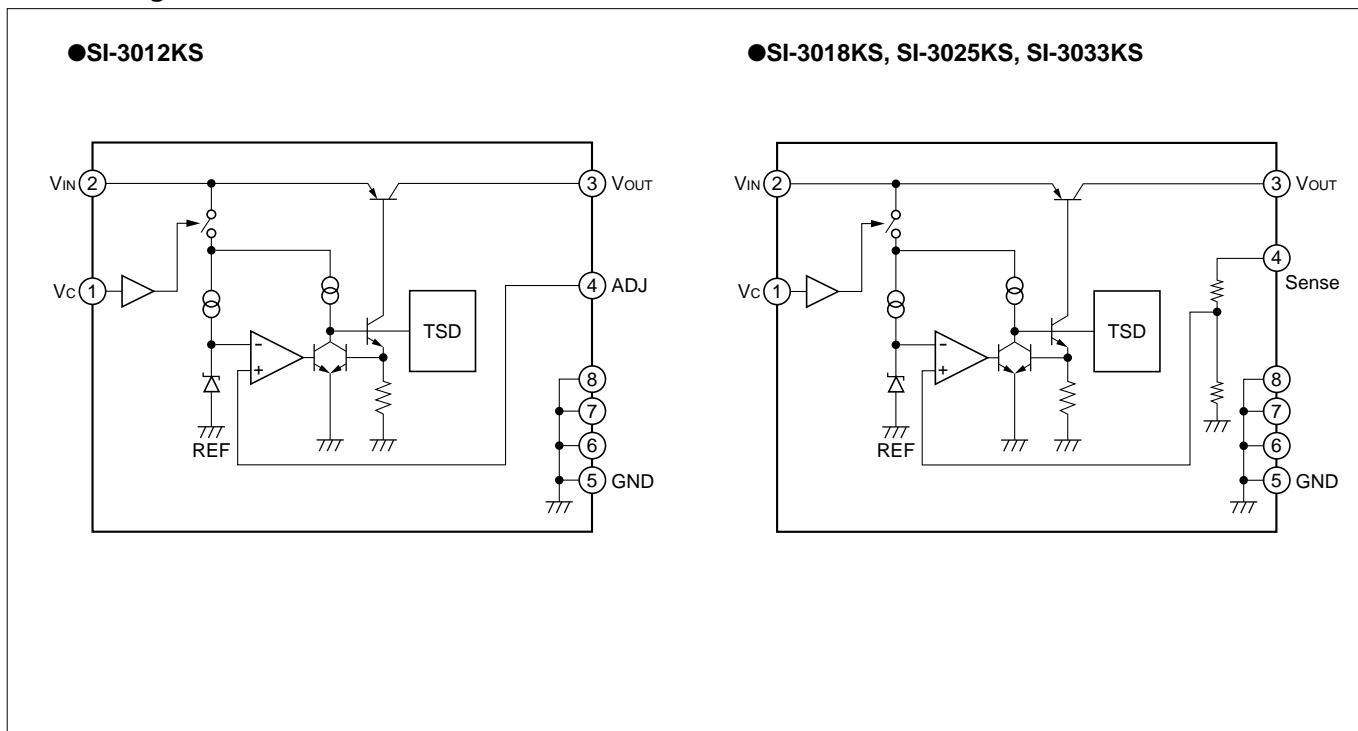 ●SI-3012KS
VIN 2
3 VOUT
VC 1
4 ADJ
TSD
-
+
8
7
6
5 GND
REF
●SI-3018KS, SI-3025KS, SI-3033KS
VIN 2
3 VOUT
4
Sense
VC 1
TSD
-
+
8
7
6
5 GND
REF